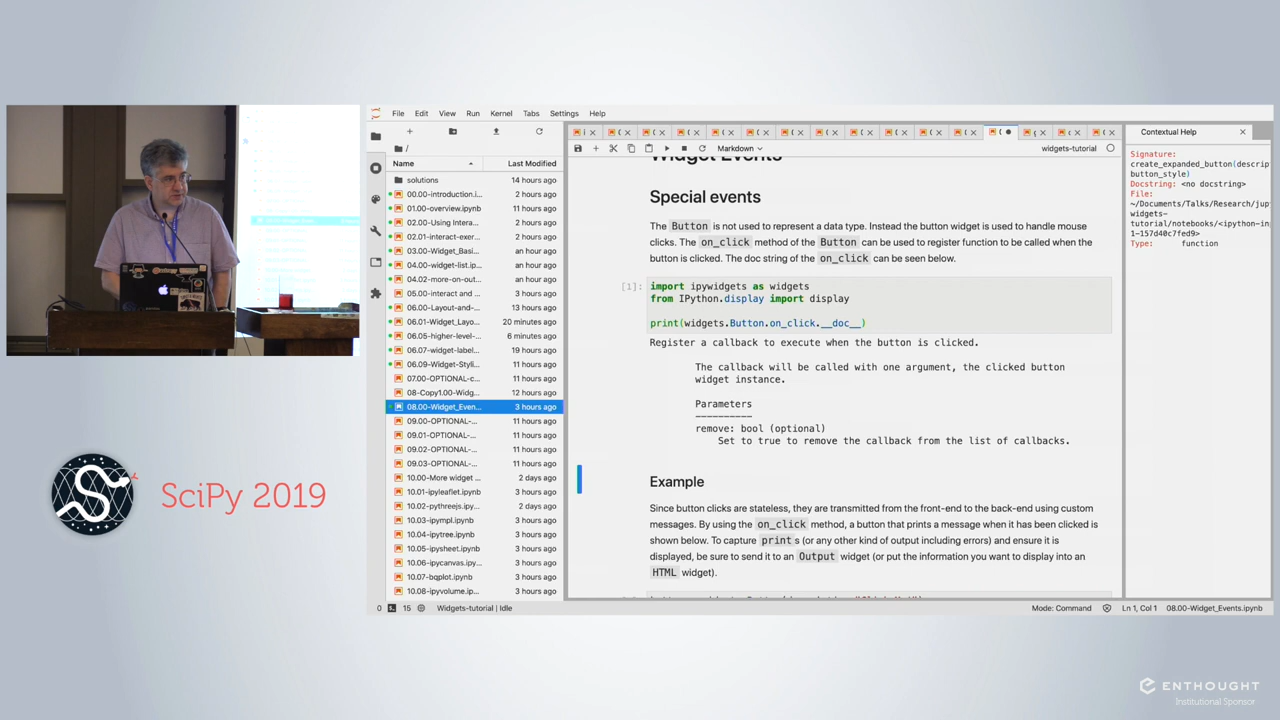 File Edit View Run Kernel Tabs Settings Help
/
Name Last Modified
solutions 14 hours ago
00.00-introduction.i... 2 hours ago
01.00-overview.ipynb 11 hours ago
02.00-Using Intera... 2 hours ago
02.01-interact-exer... 2 hours ago
03.00-Widget_Basi... an hour ago
04.00-widget-list.ip... an hour ago
04.02-more-on-out... an hour ago
05.00-interact and ... 3 hours ago
06.00-Layout-and-... 13 hours ago
06.01-Widget_Layo... 20 minutes ago
06.05-higher-level-... 6 minutes ago
06.07-widget-label... 19 hours ago
06.09-Widget-Styli... 11 hours ago
07.00-OPTIONAL-c... 11 hours ago
08-Copy1.00-Widg... 12 hours ago
08.00-Widget_Even... 3 hours ago
09.00-OPTIONAL-... 11 hours ago
09.01-OPTIONAL-... 11 hours ago
09.02-OPTIONAL-... 11 hours ago
09.03-OPTIONAL-... 11 hours ago
10.00-More widget ... 2 days ago
10.01-ipyleaflet.ipynb 3 hours ago
10.02-pythreejs.ipy... 2 days ago
10.03-ipympl.ipynb 3 hours ago
10.04-ipytree.ipynb 3 hours ago
10.05-ipysheet.ipynb 3 hours ago
10.06-ipycanvas.ipy... 3 hours ago
10.07-bqplot.ipynb 3 hours ago
10.08-ipyvolume.ip... 3 hours ago
Markdown widgets-tutorial
Widget Events
Special events
The Button is not used to represent a data type. Instead the button widget is used to handle mouse
clicks. The on_click method of the Button can be used to register function to be called when the
button is clicked. The doc string of the on_click can be seen below.
[1]: import ipywidgets as widgets
from IPython.display import display
print(widgets.Button.on_click.__doc__)
Register a callback to execute when the button is clicked.
The callback will be called with one argument, the clicked button
widget instance.
Parameters
----------
remove: bool (optional)
Set to true to remove the callback from the list of callbacks.
Example
Since button clicks are stateless, they are transmitted from the front-end to the back-end using custom
messages. By using the on_click method, a button that prints a message when it has been clicked is
shown below. To capture print s (or any other kind of output including errors) and ensure it is
displayed, be sure to send it to an Output widget (or put the information you want to display into an
HTML widget).
Contextual Help
Signature:
create_expanded_button(descrip
button_style)
Docstring: <no docstring>
File:
~/Documents/Talks/Research/jup
widgets-
tutorial/notebooks/<ipython-in
1-157d40c7fed9>
Type: function
0 15 Widgets-tutorial | Idle Mode: Command Ln 1, Col 1 08.00-Widget_Events.ipynb
SciPy 2019
ENTHOUGHT
Institutional Sponsor